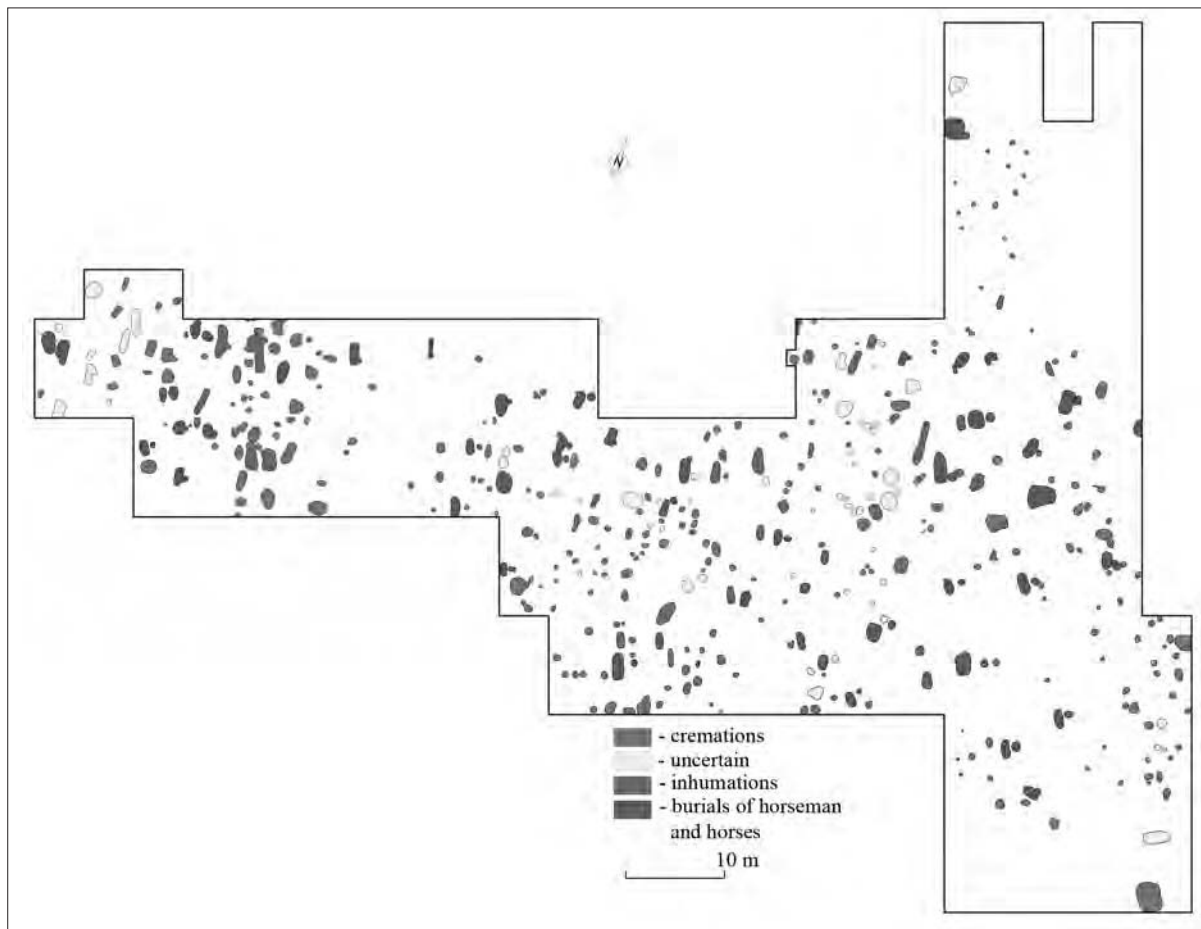 N
- cremations
- uncertain
- inhumations
- burials of horseman
and horses
10 m